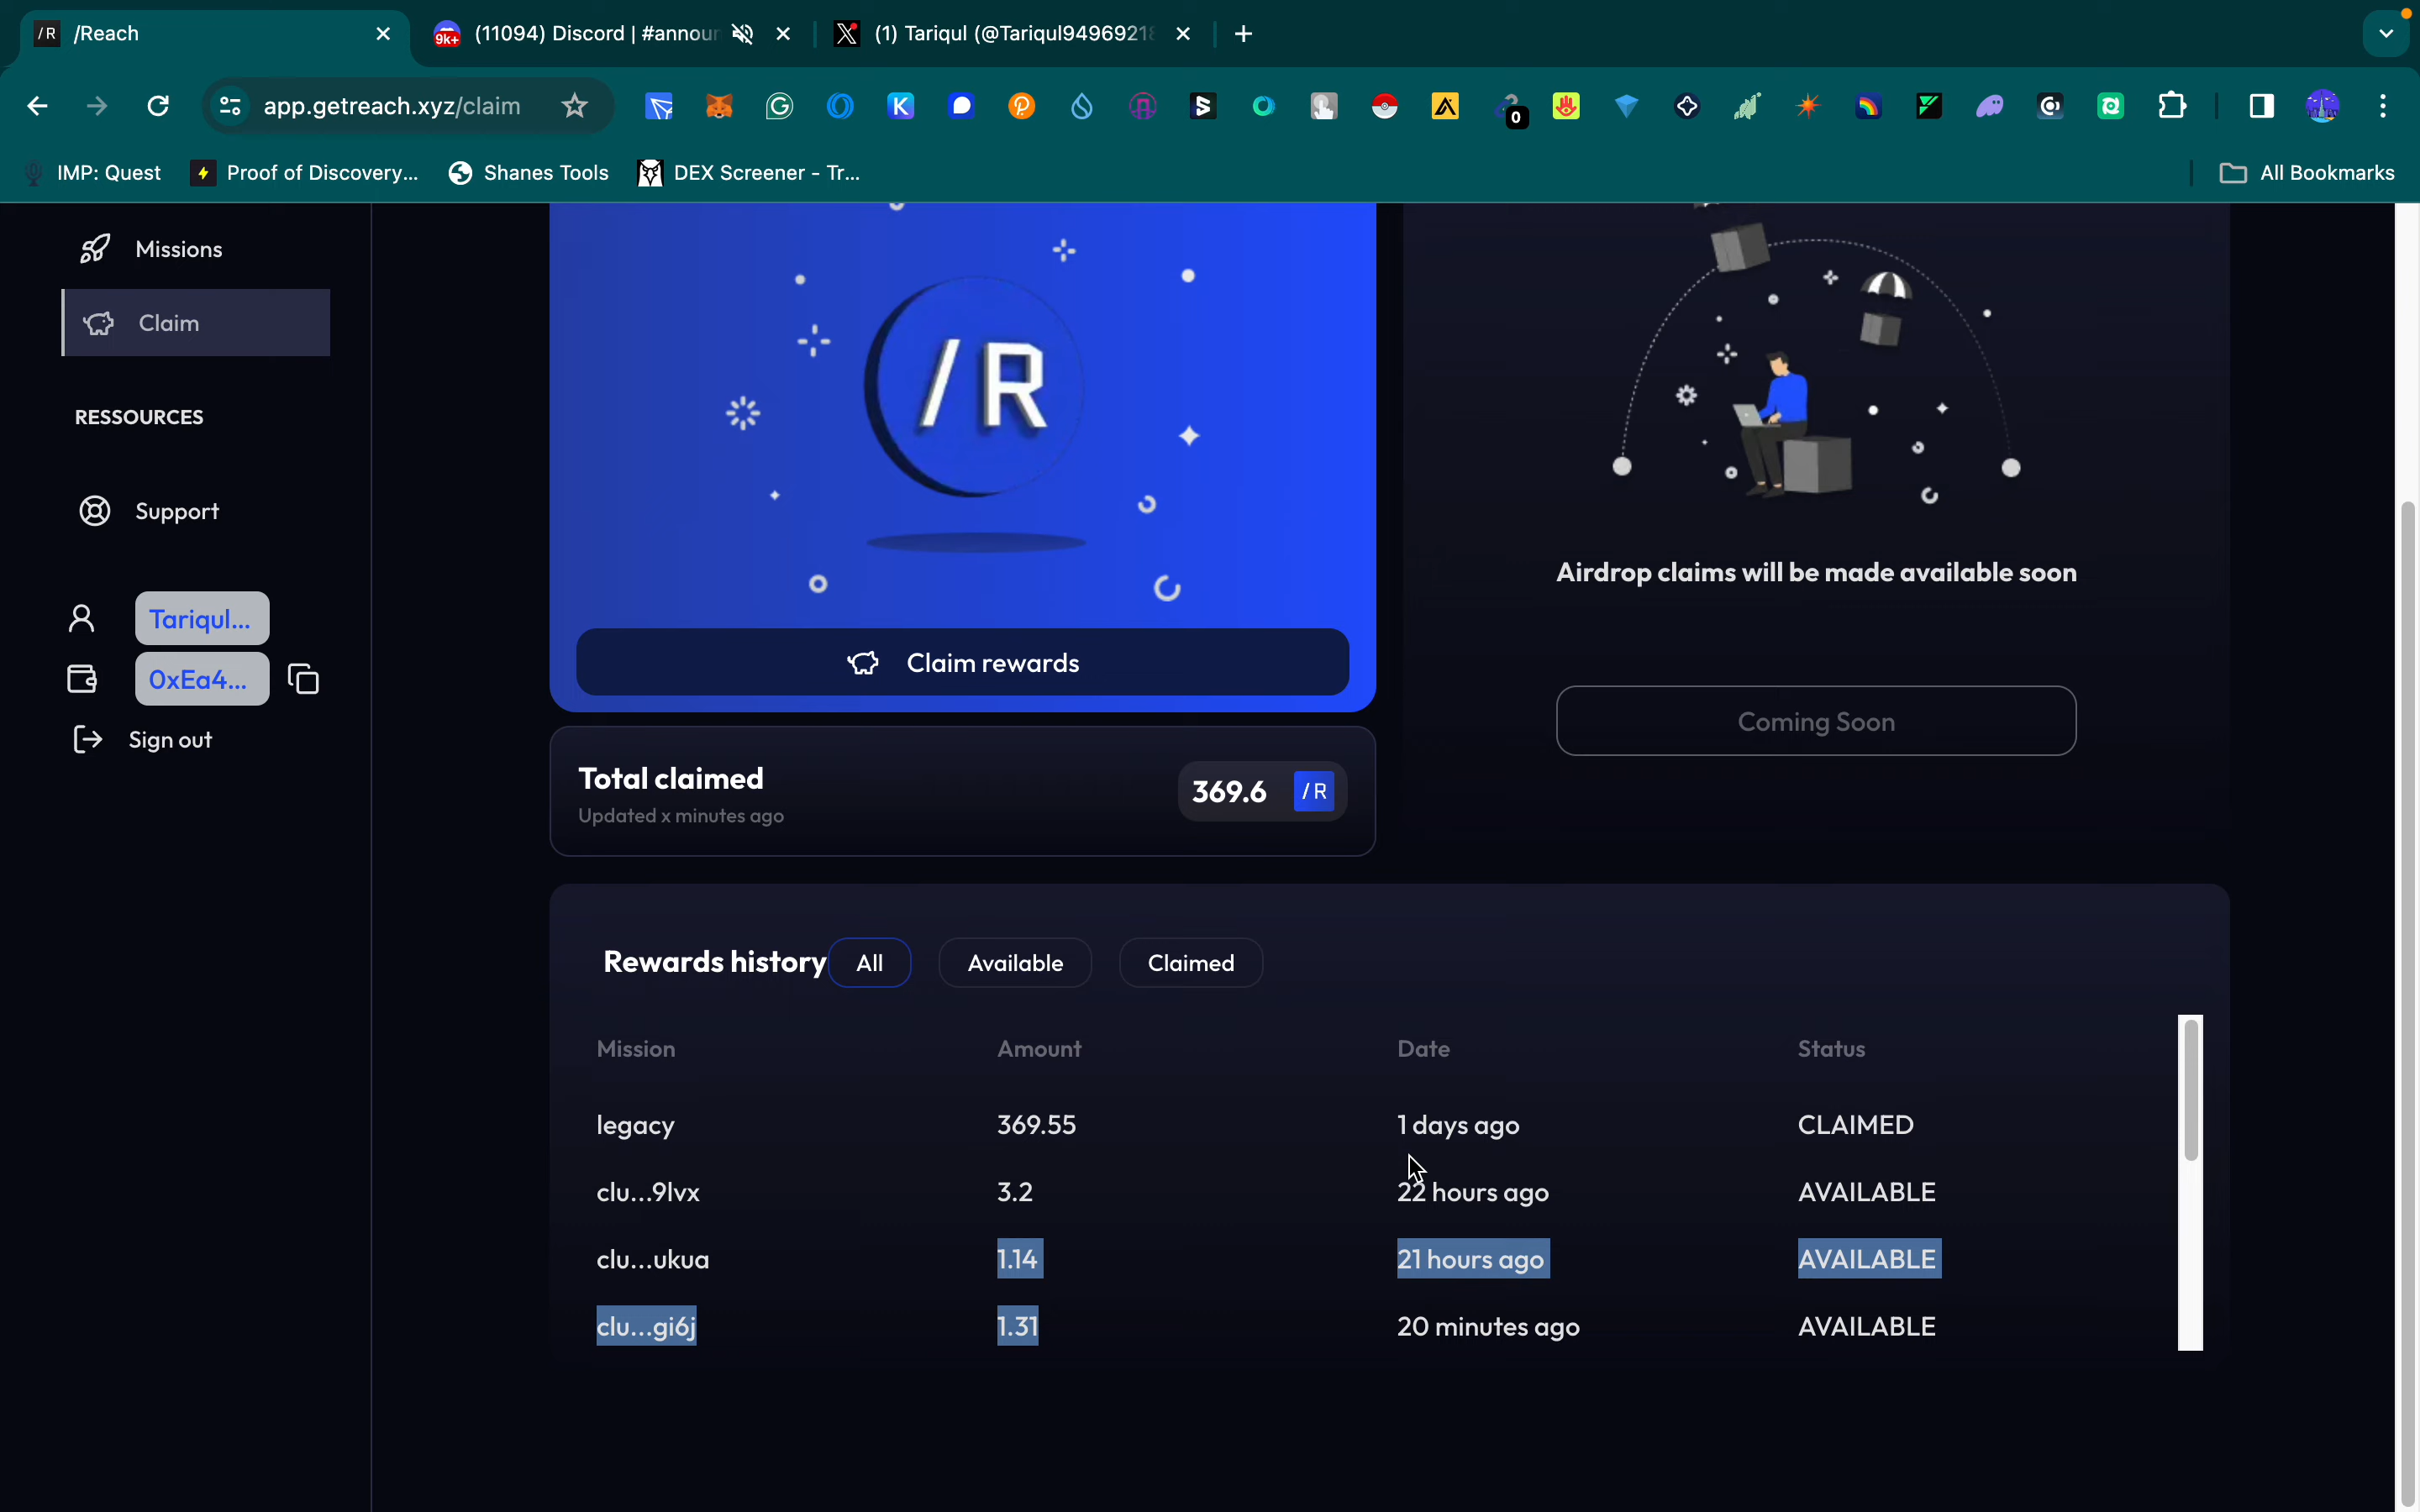 /R /Reach
9k+ (11094) Discord | #annour
(1) Tariqul (@Tariqul9496921
app.getreach.xyz/claim
0
IMP: Quest
Proof of Discovery...
Shanes Tools
DEX Screener - Tr...
All Bookmarks
Missions
Claim
RESSOURCES
Support
Tariqul...
0xEa4...
Sign out
/R
Claim rewards
Airdrop claims will be made available soon
Coming Soon
Total claimed
Updated x minutes ago
369.6 /R
Rewards history All Available Claimed
Mission Amount Date Status
legacy 369.55 1 days ago CLAIMED
clu...9lvx 3.2 22 hours ago AVAILABLE
clu...ukua 1.14 21 hours ago AVAILABLE
clu...gi6j 1.31 20 minutes ago AVAILABLE